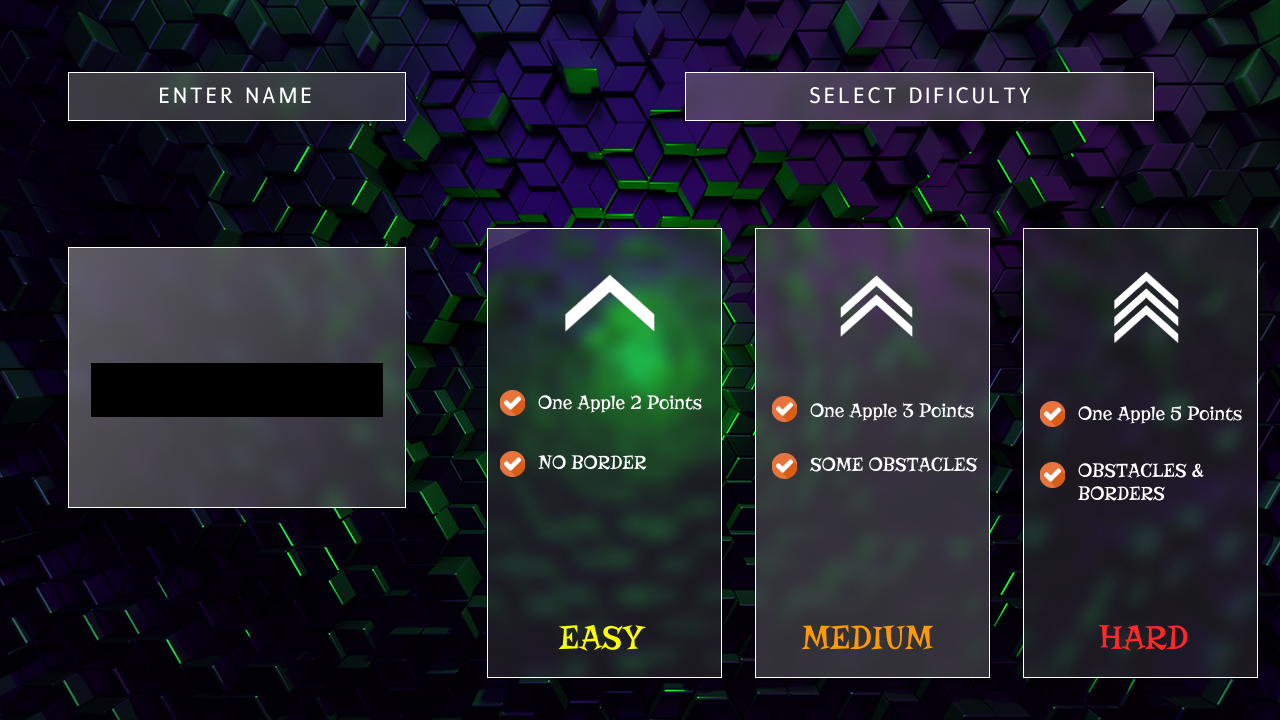 ENTER NAME
SELECT DIFICULTY
One Apple 2 Points
NO BORDER
EASY
One Apple 3 Points
SOME OBSTACLES
MEDIUM
One Apple 5 Points
OBSTACLES &
BORDERS
HARD